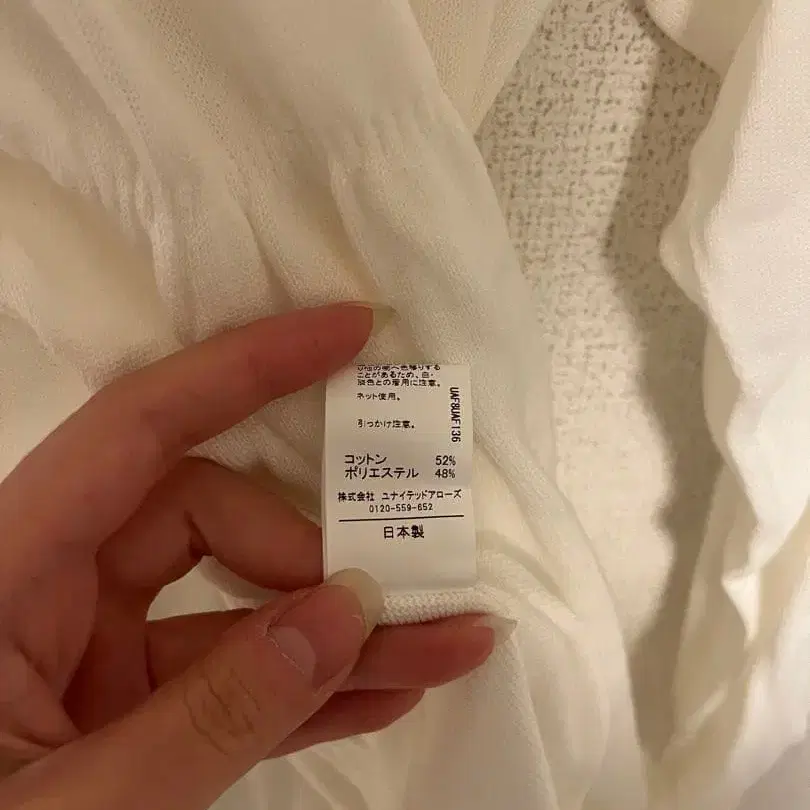 ことがあるため、白・
淡色との着用に注意。
ネット使用。
引っかけ注意。
UAF8UAF136
コットン 52%
ポリエステル 48%
株式会社 ユナイテッドアローズ
0120-559-652
日本製